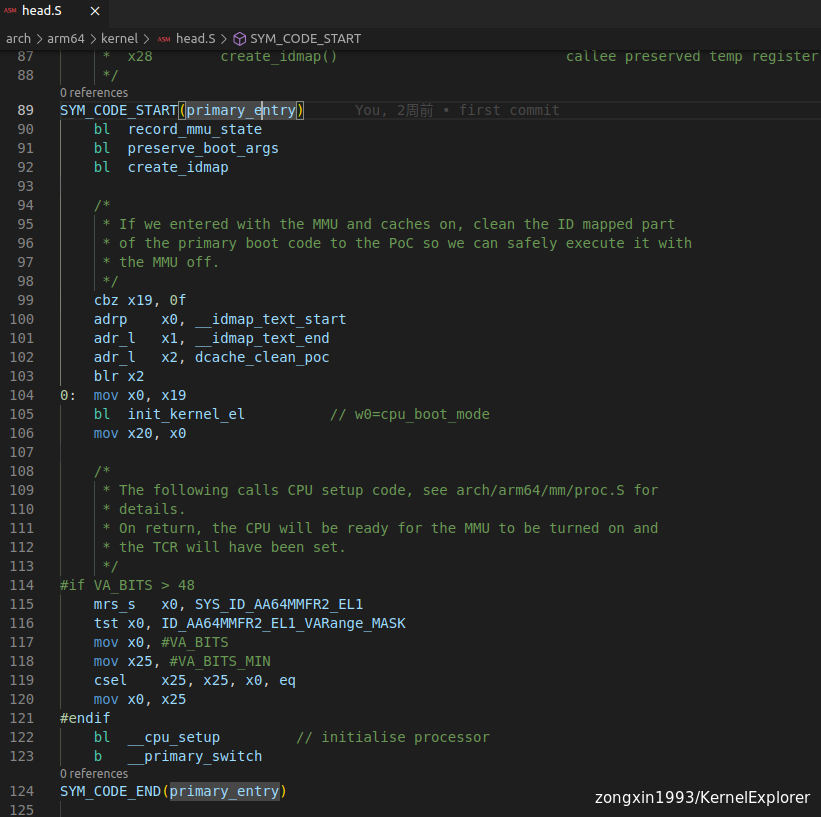 ASM head.S ×
arch > arm64 > kernel > ASM head.S > SYM_CODE_START
87 * x28 create_idmap() callee preserved temp register
88 */
0 references
89 SYM_CODE_START(primary_entry) You, 2周前 • first commit
90 bl record_mmu_state
91 bl preserve_boot_args
92 bl create_idmap
93
94 /*
95 * If we entered with the MMU and caches on, clean the ID mapped part
96 * of the primary boot code to the PoC so we can safely execute it with
97 * the MMU off.
98 */
99 cbz x19, 0f
100 adrp x0, __idmap_text_start
101 adr_l x1, __idmap_text_end
102 adr_l x2, dcache_clean_poc
103 blr x2
104 0: mov x0, x19
105 bl init_kernel_el // w0=cpu_boot_mode
106 mov x20, x0
107
108 /*
109 * The following calls CPU setup code, see arch/arm64/mm/proc.S for
110 * details.
111 * On return, the CPU will be ready for the MMU to be turned on and
112 * the TCR will have been set.
113 */
114 #if VA_BITS > 48
115 mrs_s x0, SYS_ID_AA64MMFR2_EL1
116 tst x0, ID_AA64MMFR2_EL1_VARange_MASK
117 mov x0, #VA_BITS
118 mov x25, #VA_BITS_MIN
119 csel x25, x25, x0, eq
120 mov x0, x25
121 #endif
122 bl __cpu_setup // initialise processor
123 b __primary_switch
0 references
124 SYM_CODE_END(primary_entry)
125
zongxin1993/KernelExplorer